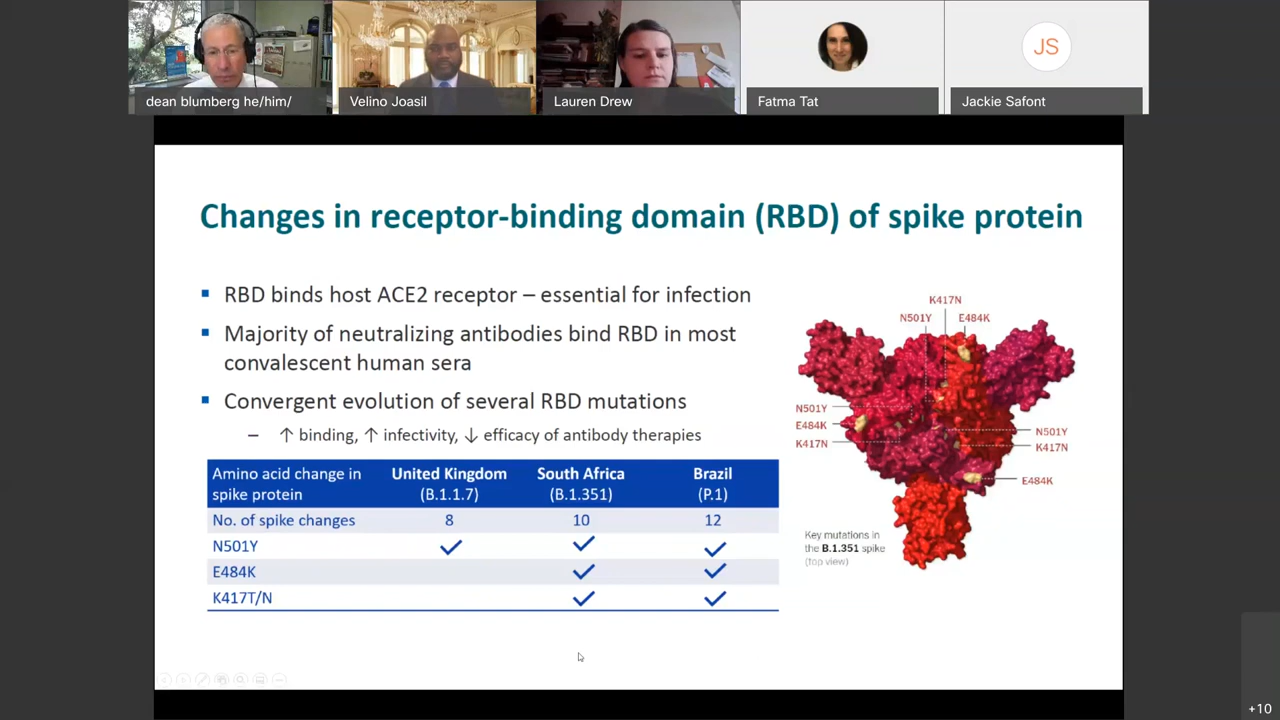 dean blumberg he/him/
Velino Joasil
Lauren Drew
Fatma Tat
JS
Jackie Safont
Changes in receptor-binding domain (RBD) of spike protein
▪ RBD binds host ACE2 receptor – essential for infection
▪ Majority of neutralizing antibodies bind RBD in most
convalescent human sera
▪ Convergent evolution of several RBD mutations
– ↑ binding, ↑ infectivity, ↓ efficacy of antibody therapies
Amino acid change in spike protein United Kingdom (B.1.1.7) South Africa (B.1.351) Brazil (P.1)
No. of spike changes 8 10 12
N501Y ✓ ✓ ✓
E484K ✓ ✓
K417T/N ✓ ✓
K417N
N501Y E484K
N501Y
E484K
K417N
N501Y
K417N
E484K
Key mutations in
the B.1.351 spike
(top view)
+10